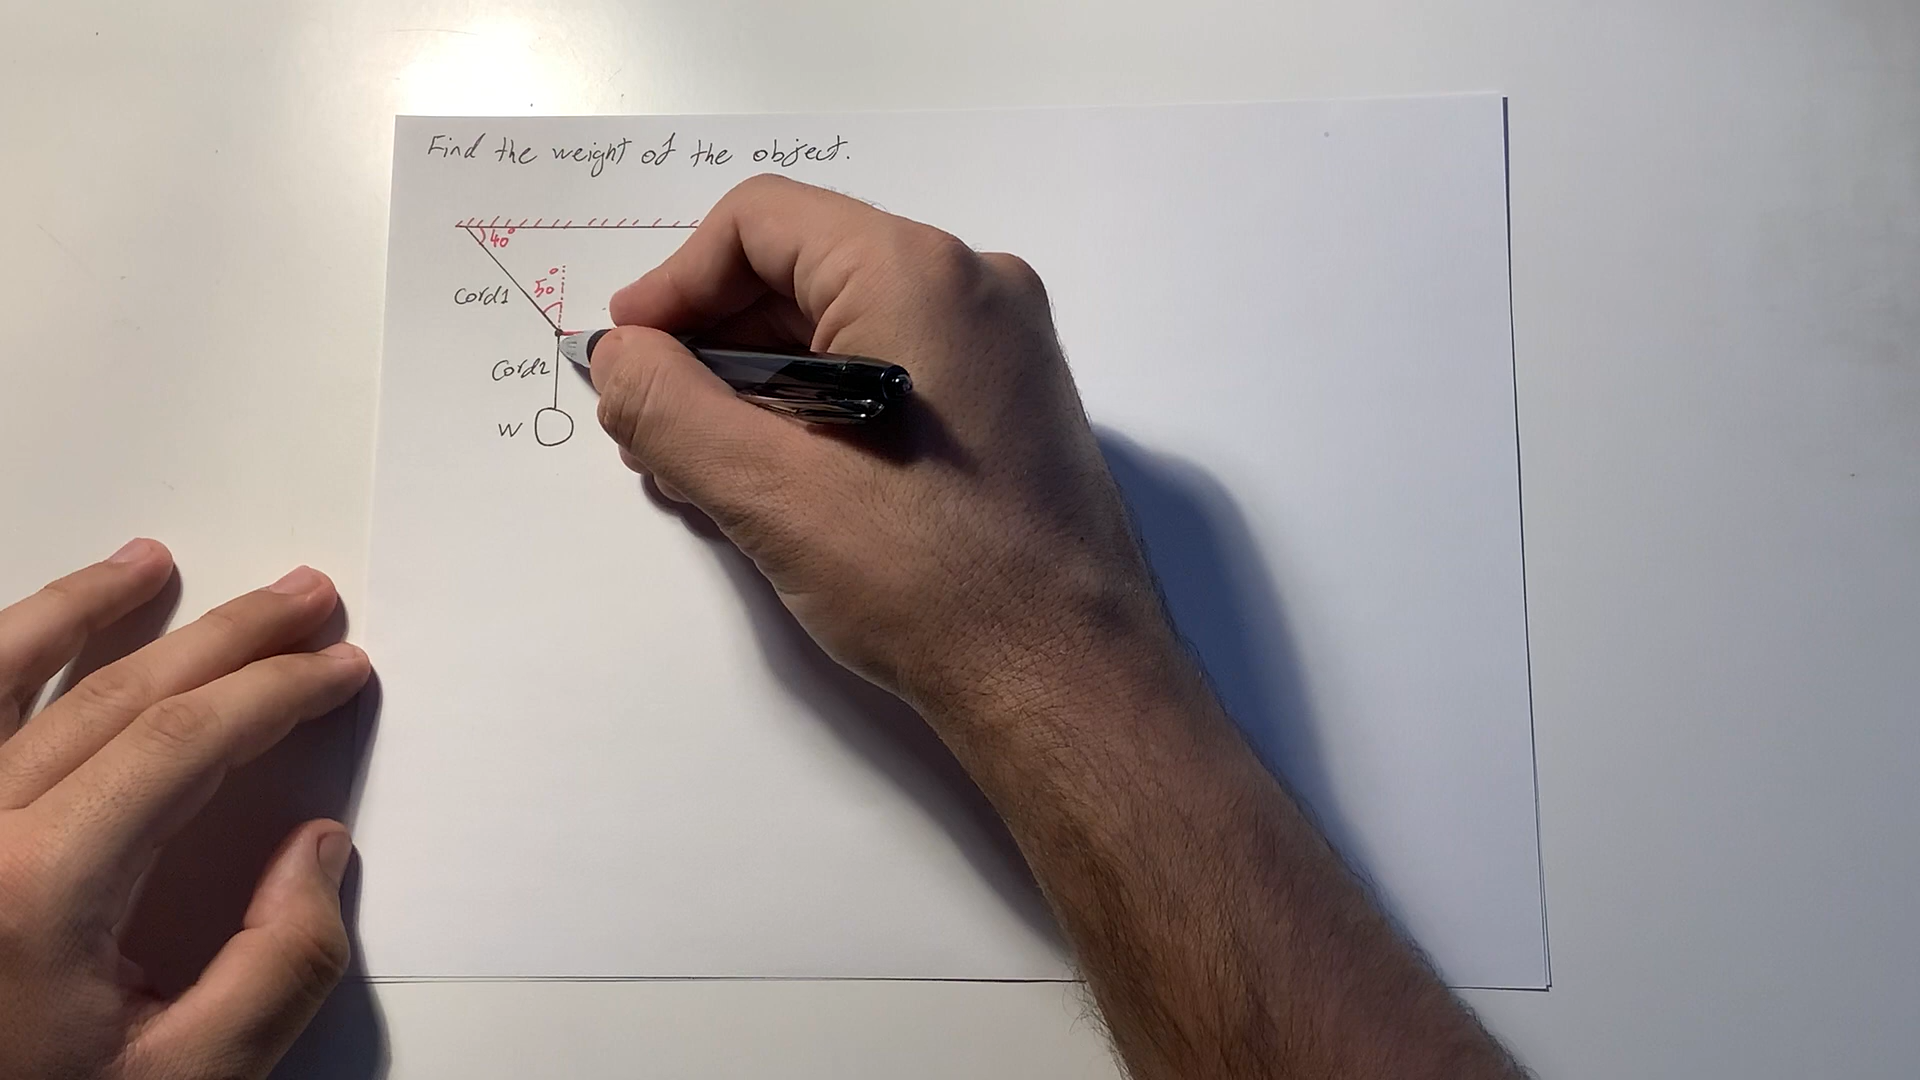 Find the weight of the object.
40°
Cord1
50°
Cord2
W